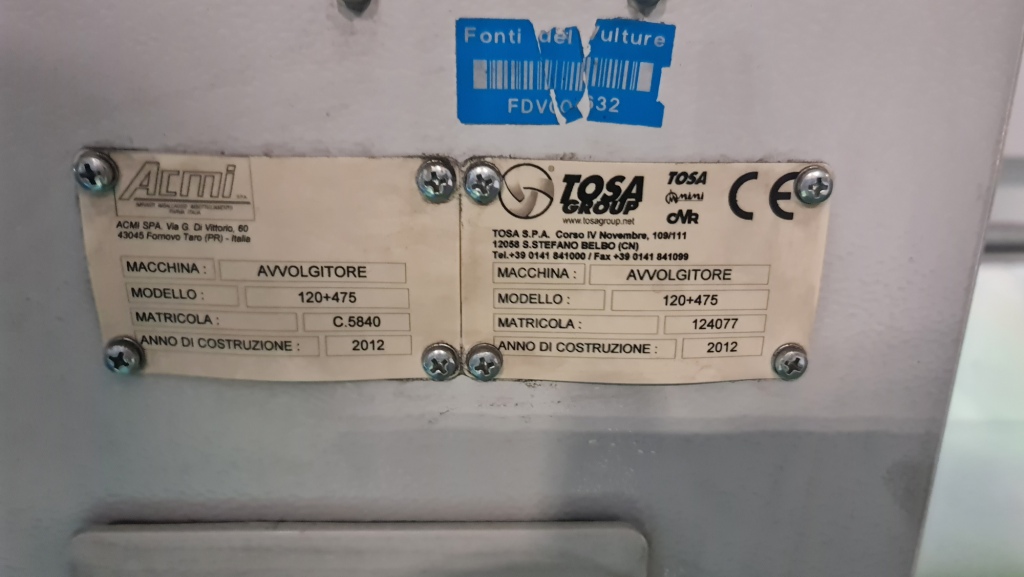 Fonti del Vulture
632
Acmi SPA
ACMI SPA. Via G. Di Vittorio, 60
43045 Fornovo Taro (PR) - Italia
MACCHINA : AVVOLGITORE
MODELLO : 120+475
MATRICOLA : C.5840
ANNO DI COSTRUZIONE : 2012
TOSA
GROUP
®
www.tosagroup.net
TOSA
mimi
OVR
CE
TOSA S.P.A. Corso IV Novembre, 109/111
12058 S.STEFANO BELBO (CN)
Tel.+39 0141 841000 / Fax +39 0141 841099
MACCHINA : AVVOLGITORE
MODELLO : 120+475
MATRICOLA : 124077
ANNO DI COSTRUZIONE : 2012